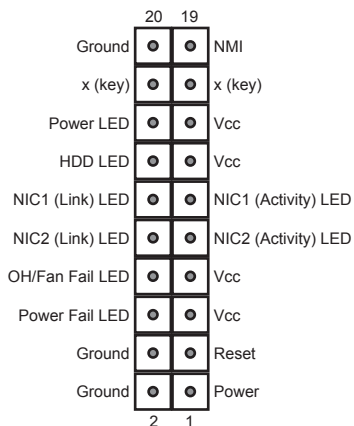 20 19
Ground NMI
x (key) x (key)
Power LED Vcc
HDD LED Vcc
NIC1 (Link) LED NIC1 (Activity) LED
NIC2 (Link) LED NIC2 (Activity) LED
OH/Fan Fail LED Vcc
Power Fail LED Vcc
Ground Reset
Ground Power
2 1